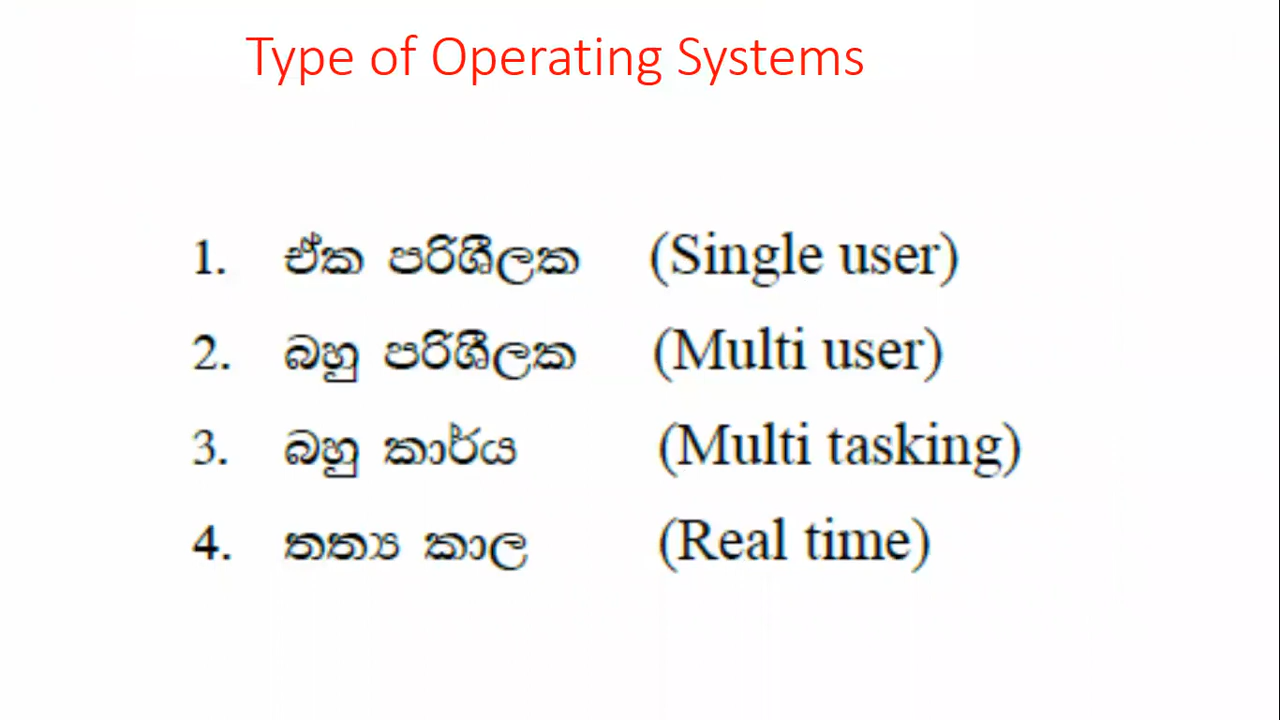 Type of Operating Systems
1. ඒක පරිශීලක (Single user)
2. බහු පරිශීලක (Multi user)
3. බහු කාර්ය (Multi tasking)
4. තත්‍ය කාල (Real time)